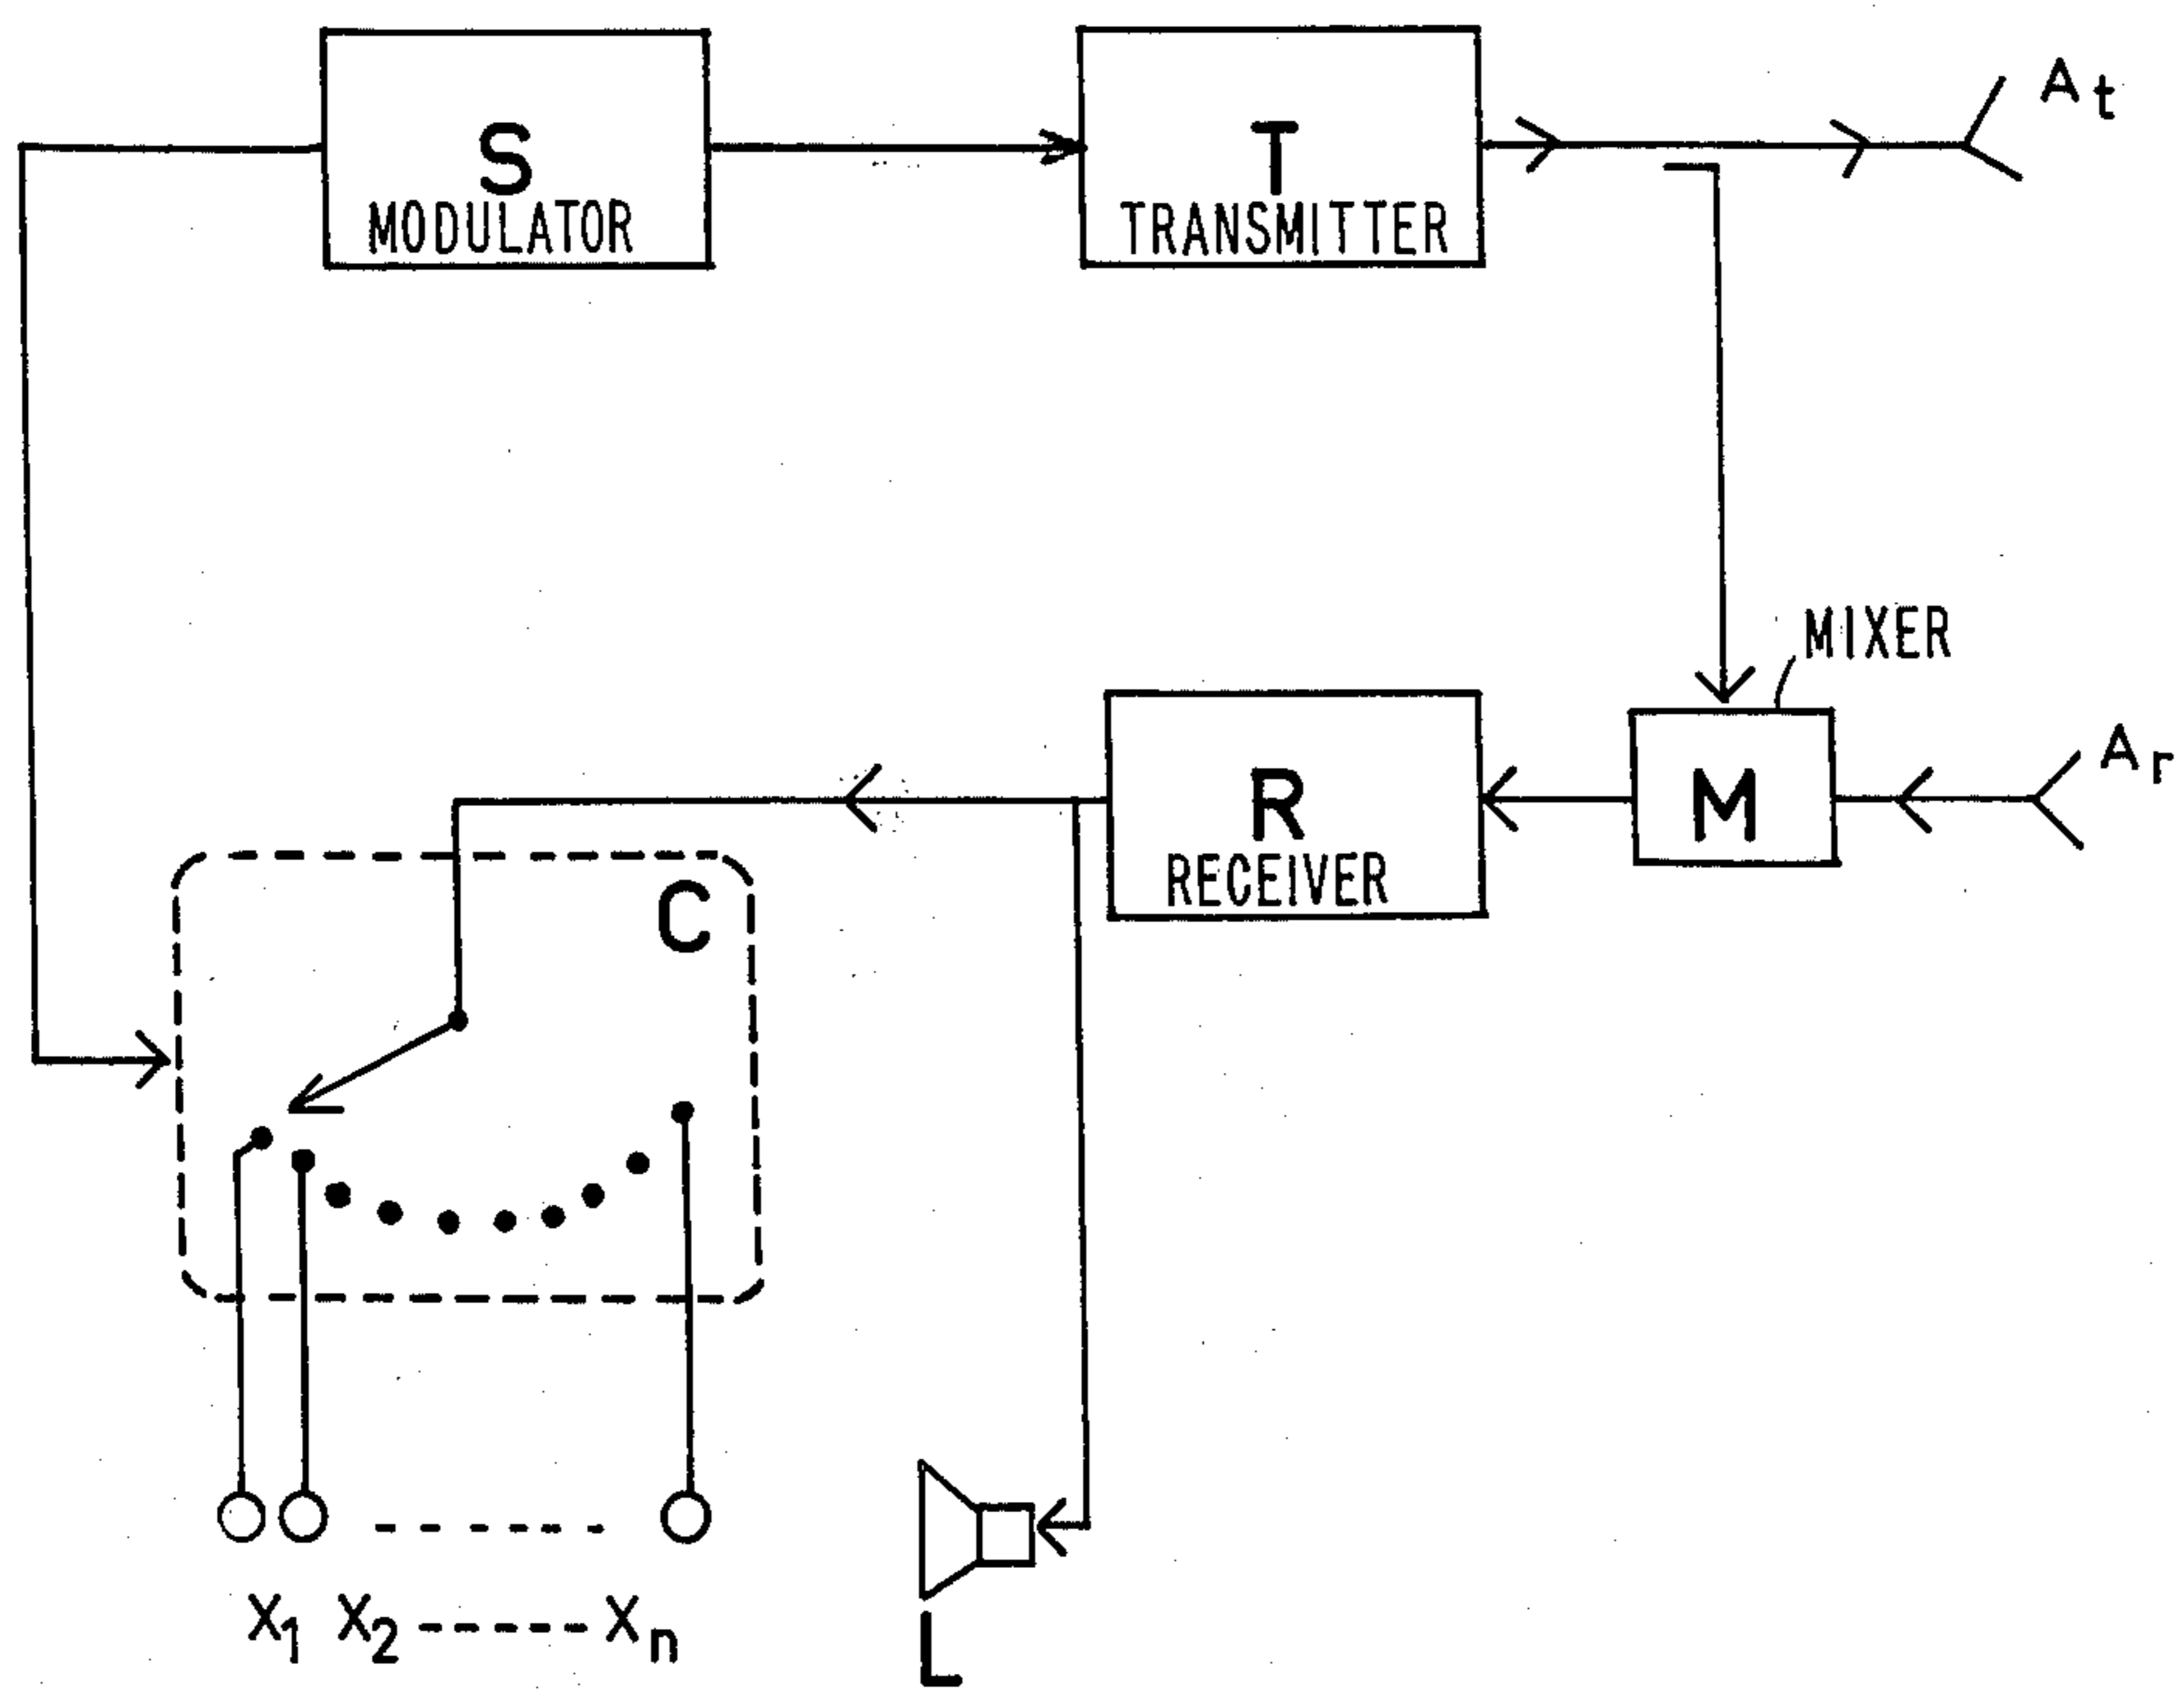 S
MODULATOR
T
TRANSMITTER
At
MIXER
M
Ar
R
RECEIVER
C
X1 X2 ------ Xn
L